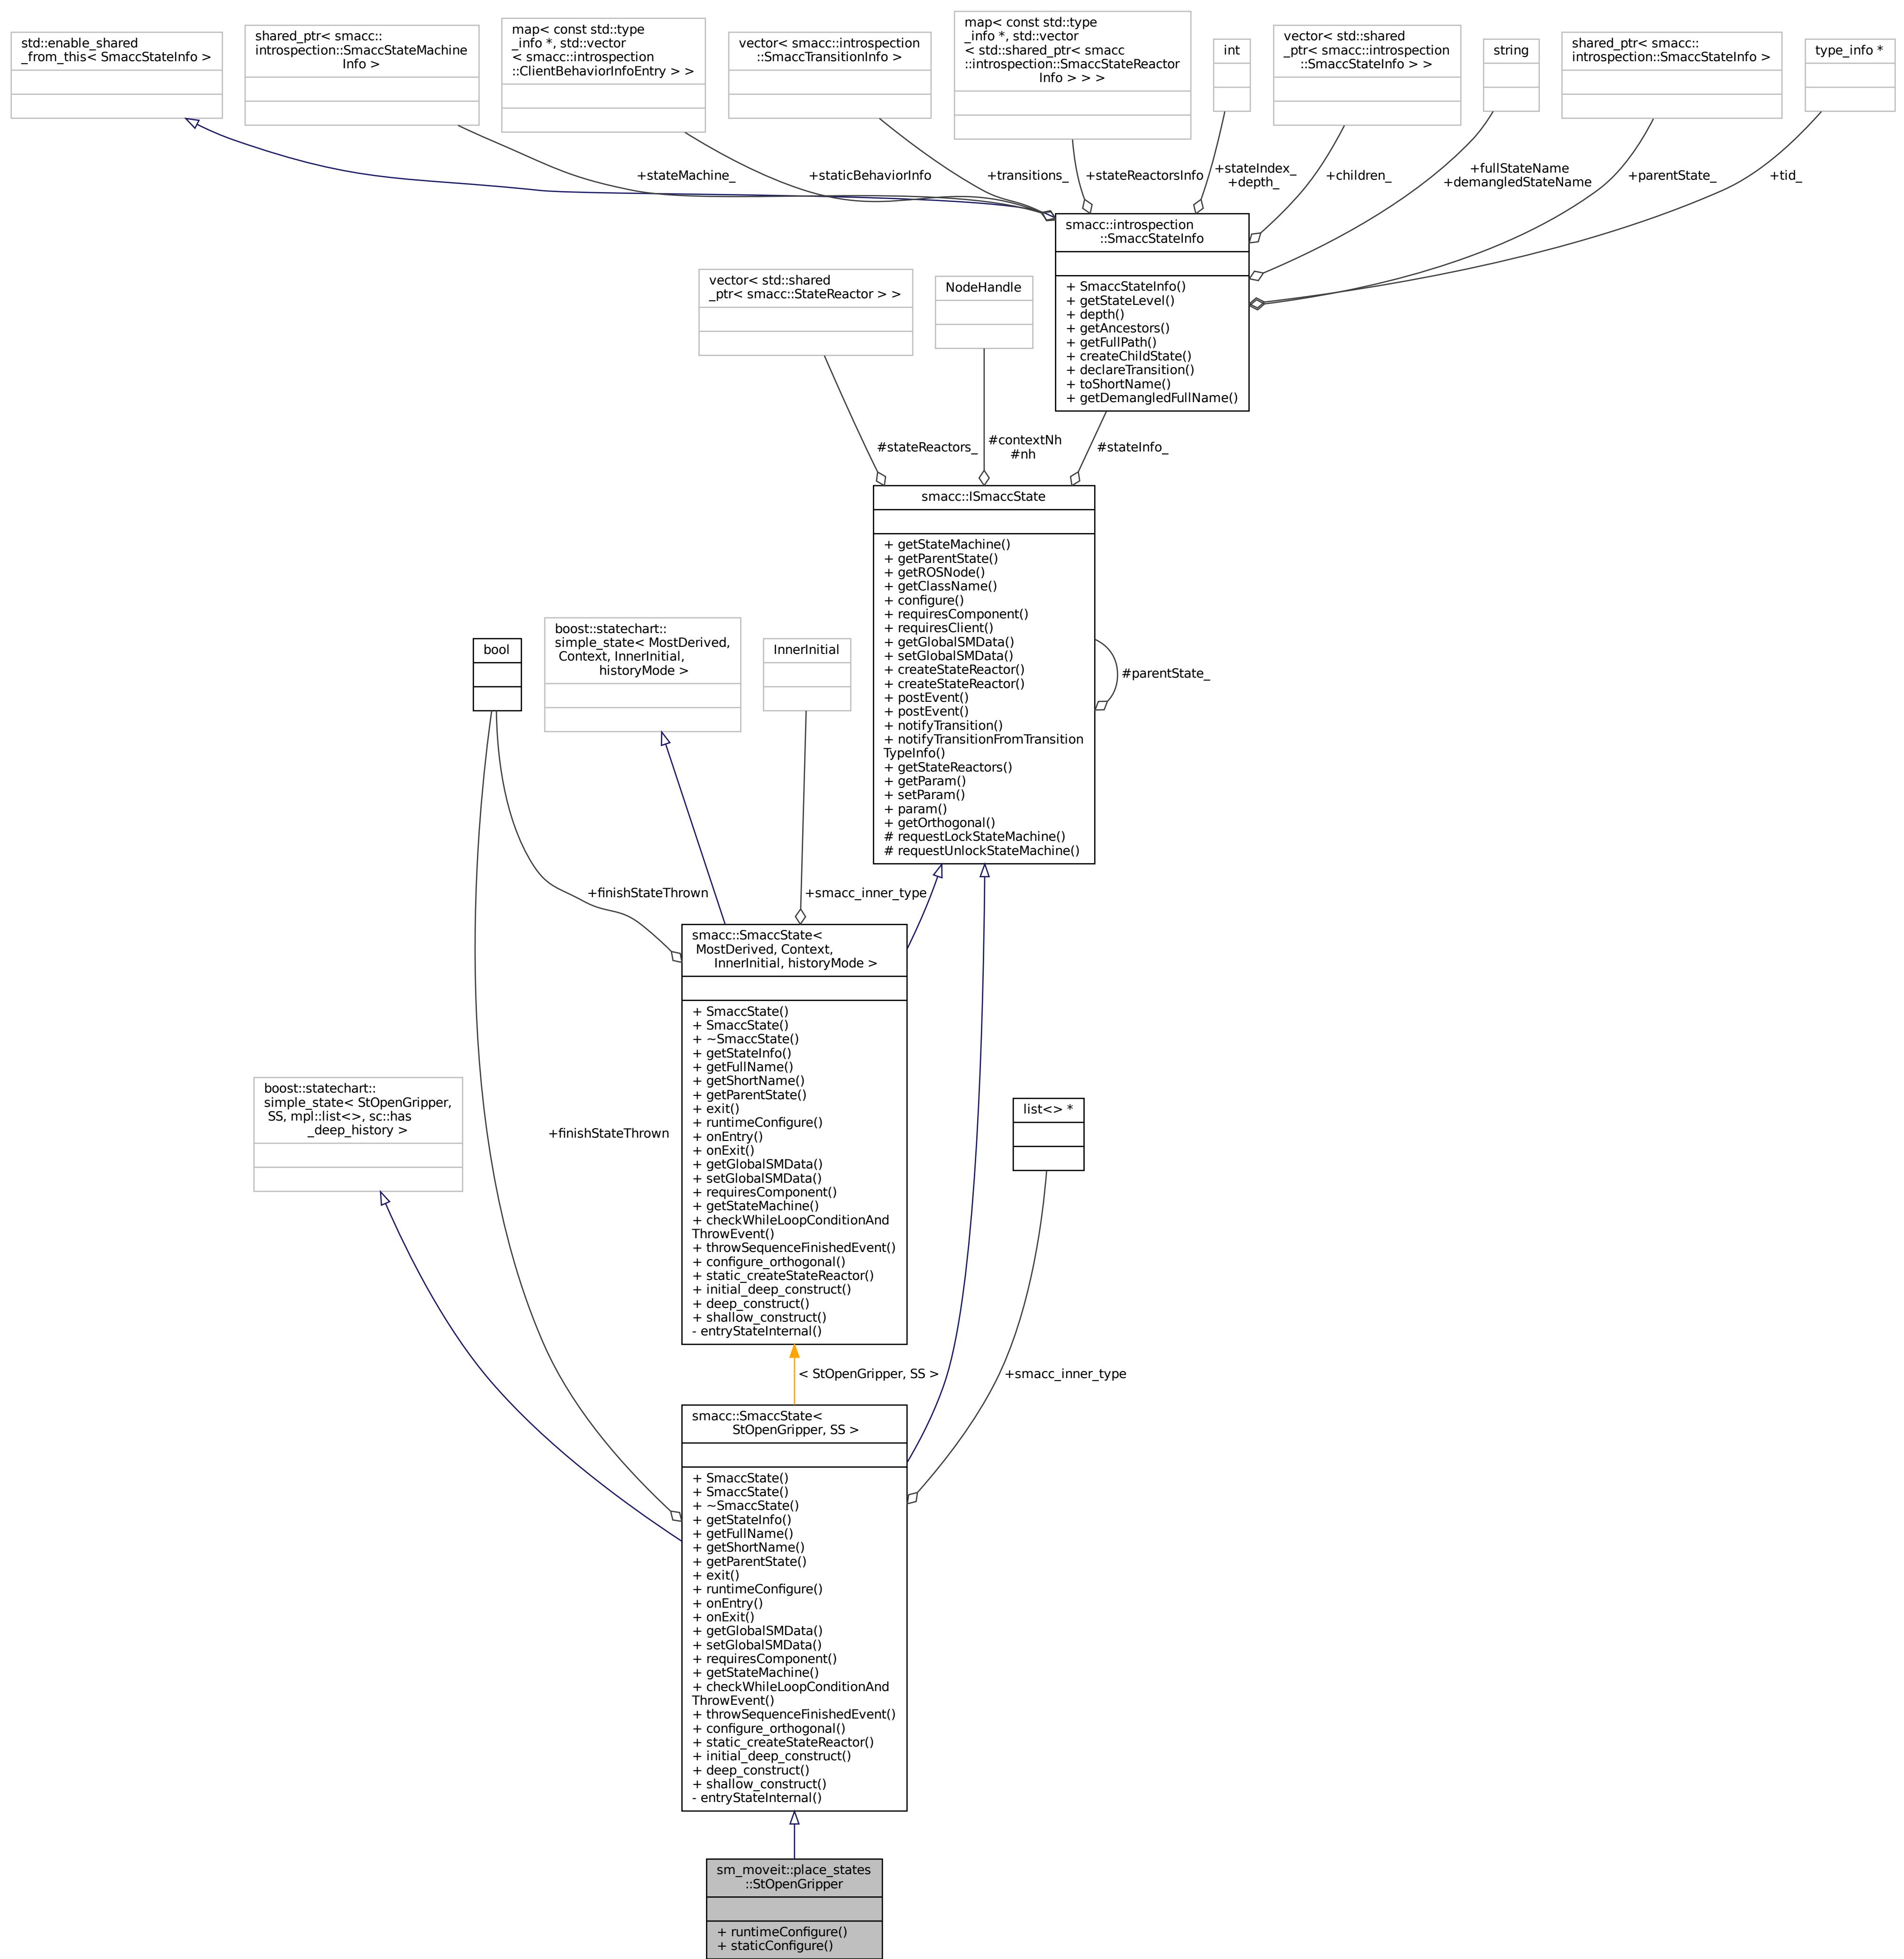 std::enable_shared
_from_this< SmaccStateInfo >
shared_ptr< smacc::
introspection::SmaccStateMachine
Info >
map< const std::type
_info *, std::vector
< smacc::introspection
::ClientBehaviorInfoEntry > >
vector< smacc::introspection
::SmaccTransitionInfo >
map< const std::type
_info *, std::vector
< std::shared_ptr< smacc
::introspection::SmaccStateReactor
Info > > >
int
vector< std::shared
_ptr< smacc::introspection
::SmaccStateInfo > >
string
shared_ptr< smacc::
introspection::SmaccStateInfo >
type_info *
+stateMachine_
+staticBehaviorInfo
+transitions_
+stateReactorsInfo
+stateIndex_
+depth_
+children_
+fullStateName
+demangledStateName
+parentState_
+tid_
smacc::introspection
::SmaccStateInfo
+ SmaccStateInfo()
+ getStateLevel()
+ depth()
+ getAncestors()
+ getFullPath()
+ createChildState()
+ declareTransition()
+ toShortName()
+ getDemangledFullName()
vector< std::shared
_ptr< smacc::StateReactor > >
NodeHandle
#stateReactors_
#contextNh
#nh
#stateInfo_
smacc::ISmaccState
+ getStateMachine()
+ getParentState()
+ getROSNode()
+ getClassName()
+ configure()
+ requiresComponent()
+ requiresClient()
+ getGlobalSMData()
+ setGlobalSMData()
+ createStateReactor()
+ createStateReactor()
+ postEvent()
+ postEvent()
+ notifyTransition()
+ notifyTransitionFromTransition
TypeInfo()
+ getStateReactors()
+ getParam()
+ setParam()
+ param()
+ getOrthogonal()
# requestLockStateMachine()
# requestUnlockStateMachine()
#parentState_
bool
boost::statechart::
simple_state< MostDerived,
Context, InnerInitial,
historyMode >
InnerInitial
+finishStateThrown
+smacc_inner_type
smacc::SmaccState<
MostDerived, Context,
InnerInitial, historyMode >
+ SmaccState()
+ SmaccState()
+ ~SmaccState()
+ getStateInfo()
+ getFullName()
+ getShortName()
+ getParentState()
+ exit()
+ runtimeConfigure()
+ onEntry()
+ onExit()
+ getGlobalSMData()
+ setGlobalSMData()
+ requiresComponent()
+ getStateMachine()
+ checkWhileLoopConditionAnd
ThrowEvent()
+ throwSequenceFinishedEvent()
+ configure_orthogonal()
+ static_createStateReactor()
+ initial_deep_construct()
+ deep_construct()
+ shallow_construct()
- entryStateInternal()
boost::statechart::
simple_state< StOpenGripper,
SS, mpl::list<>, sc::has
_deep_history >
+finishStateThrown
list<> *
< StOpenGripper, SS >
+smacc_inner_type
smacc::SmaccState<
StOpenGripper, SS >
+ SmaccState()
+ SmaccState()
+ ~SmaccState()
+ getStateInfo()
+ getFullName()
+ getShortName()
+ getParentState()
+ exit()
+ runtimeConfigure()
+ onEntry()
+ onExit()
+ getGlobalSMData()
+ setGlobalSMData()
+ requiresComponent()
+ getStateMachine()
+ checkWhileLoopConditionAnd
ThrowEvent()
+ throwSequenceFinishedEvent()
+ configure_orthogonal()
+ static_createStateReactor()
+ initial_deep_construct()
+ deep_construct()
+ shallow_construct()
- entryStateInternal()
sm_moveit::place_states
::StOpenGripper
+ runtimeConfigure()
+ staticConfigure()